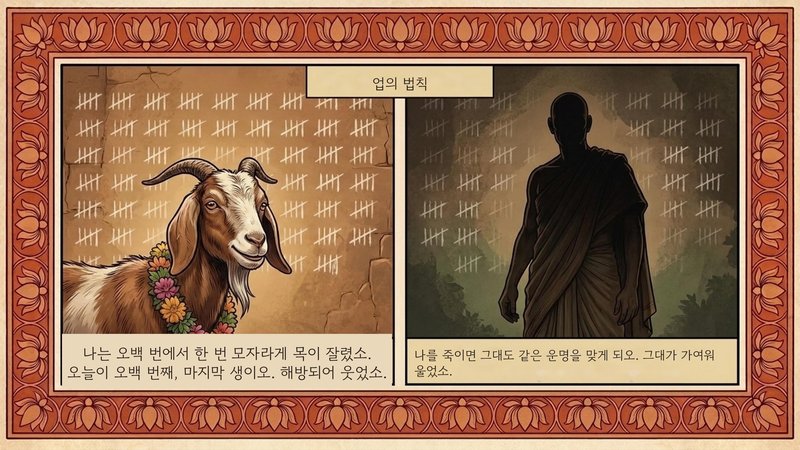 업의 법칙
나는 오백 번에서 한 번 모자라게 목이 잘렸소.
오늘이 오백 번째, 마지막 생이오. 해방되어 웃었소.
나를 죽이면 그대도 같은 운명을 맞게 되오. 그대가 가여워
울었소.